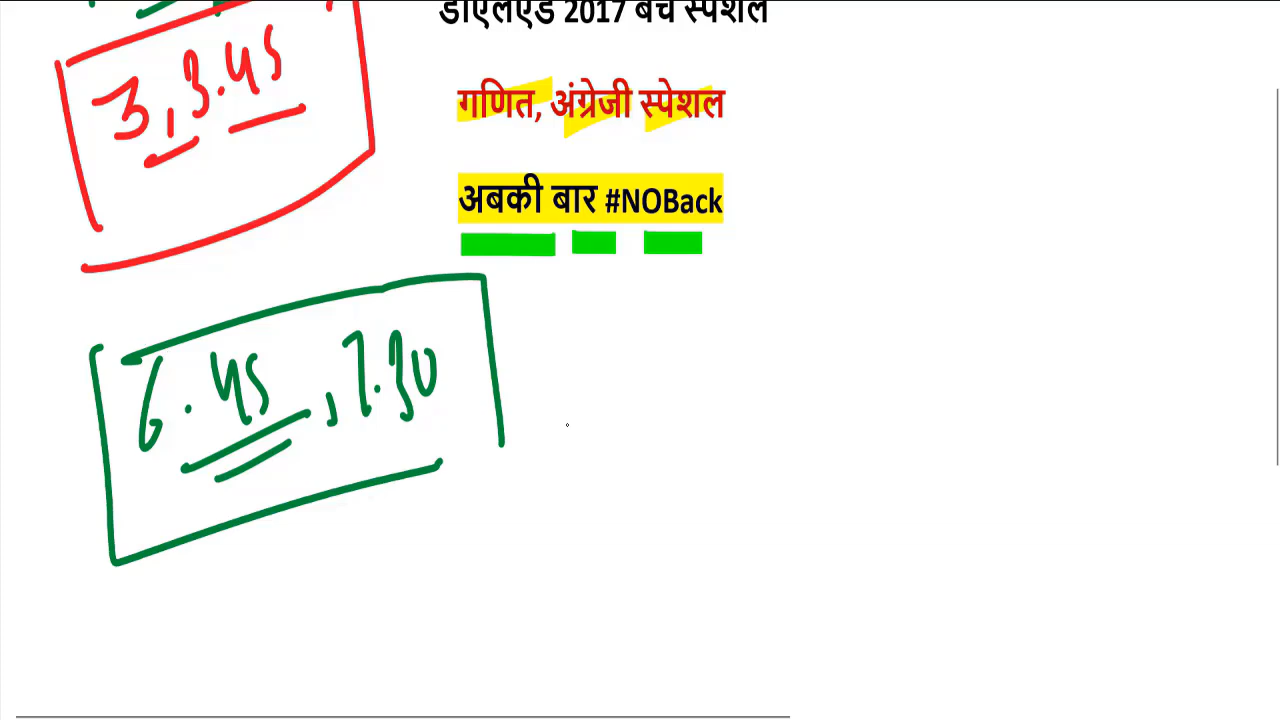 डीएलएड 2017 बैच स्पेशल
3, 3.45
गणित, अंग्रेजी स्पेशल
अबकी बार #NOBack
6.45, 7.30